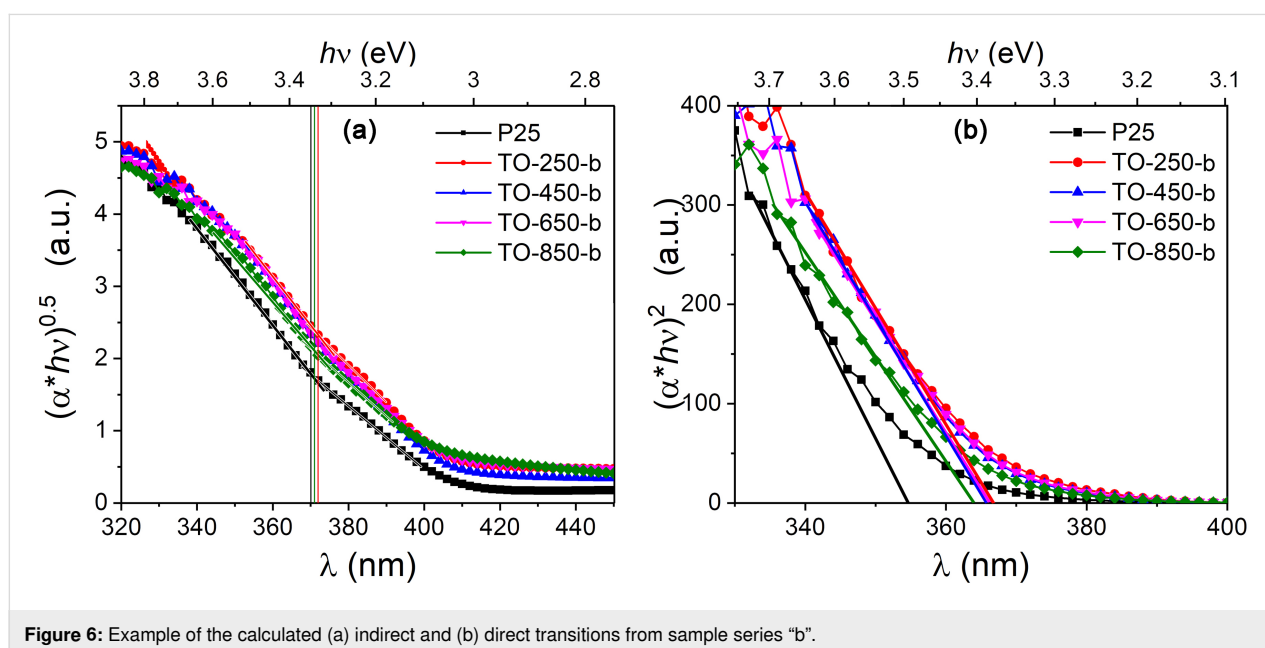 hν (eV)
3.8 3.6 3.4 3.2 3 2.8
(a)
P25
TO-250-b
TO-450-b
TO-650-b
TO-850-b
(α*hν)^0.5 (a.u.)
5
4
3
2
1
0
320 340 360 380 400 420 440
λ (nm)
hν (eV)
3.7 3.6 3.5 3.4 3.3 3.2 3.1
(b)
P25
TO-250-b
TO-450-b
TO-650-b
TO-850-b
(α*hν)^2 (a.u.)
400
300
200
100
0
340 360 380 400
λ (nm)
Figure 6: Example of the calculated (a) indirect and (b) direct transitions from sample series “b”.